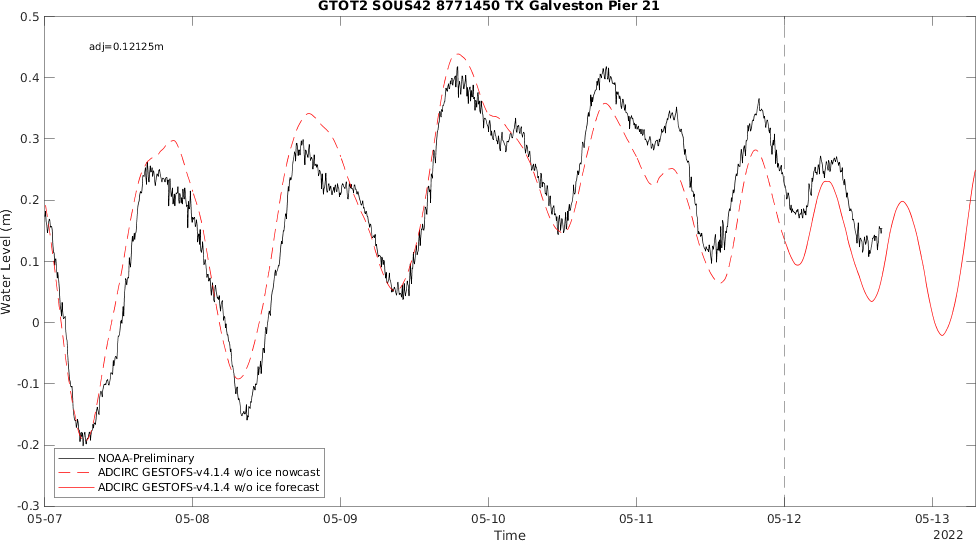 GTOT2 SOUS42 8771450 TX Galveston Pier 21
adj=0.12125m
0.5
0.4
0.3
0.2
0.1
0
-0.1
-0.2
-0.3
Water Level (m)
NOAA-Preliminary
ADCIRC GESTOFS-v4.1.4 w/o ice nowcast
ADCIRC GESTOFS-v4.1.4 w/o ice forecast
05-07 05-08 05-09 05-10 05-11 05-12 05-13
Time
2022